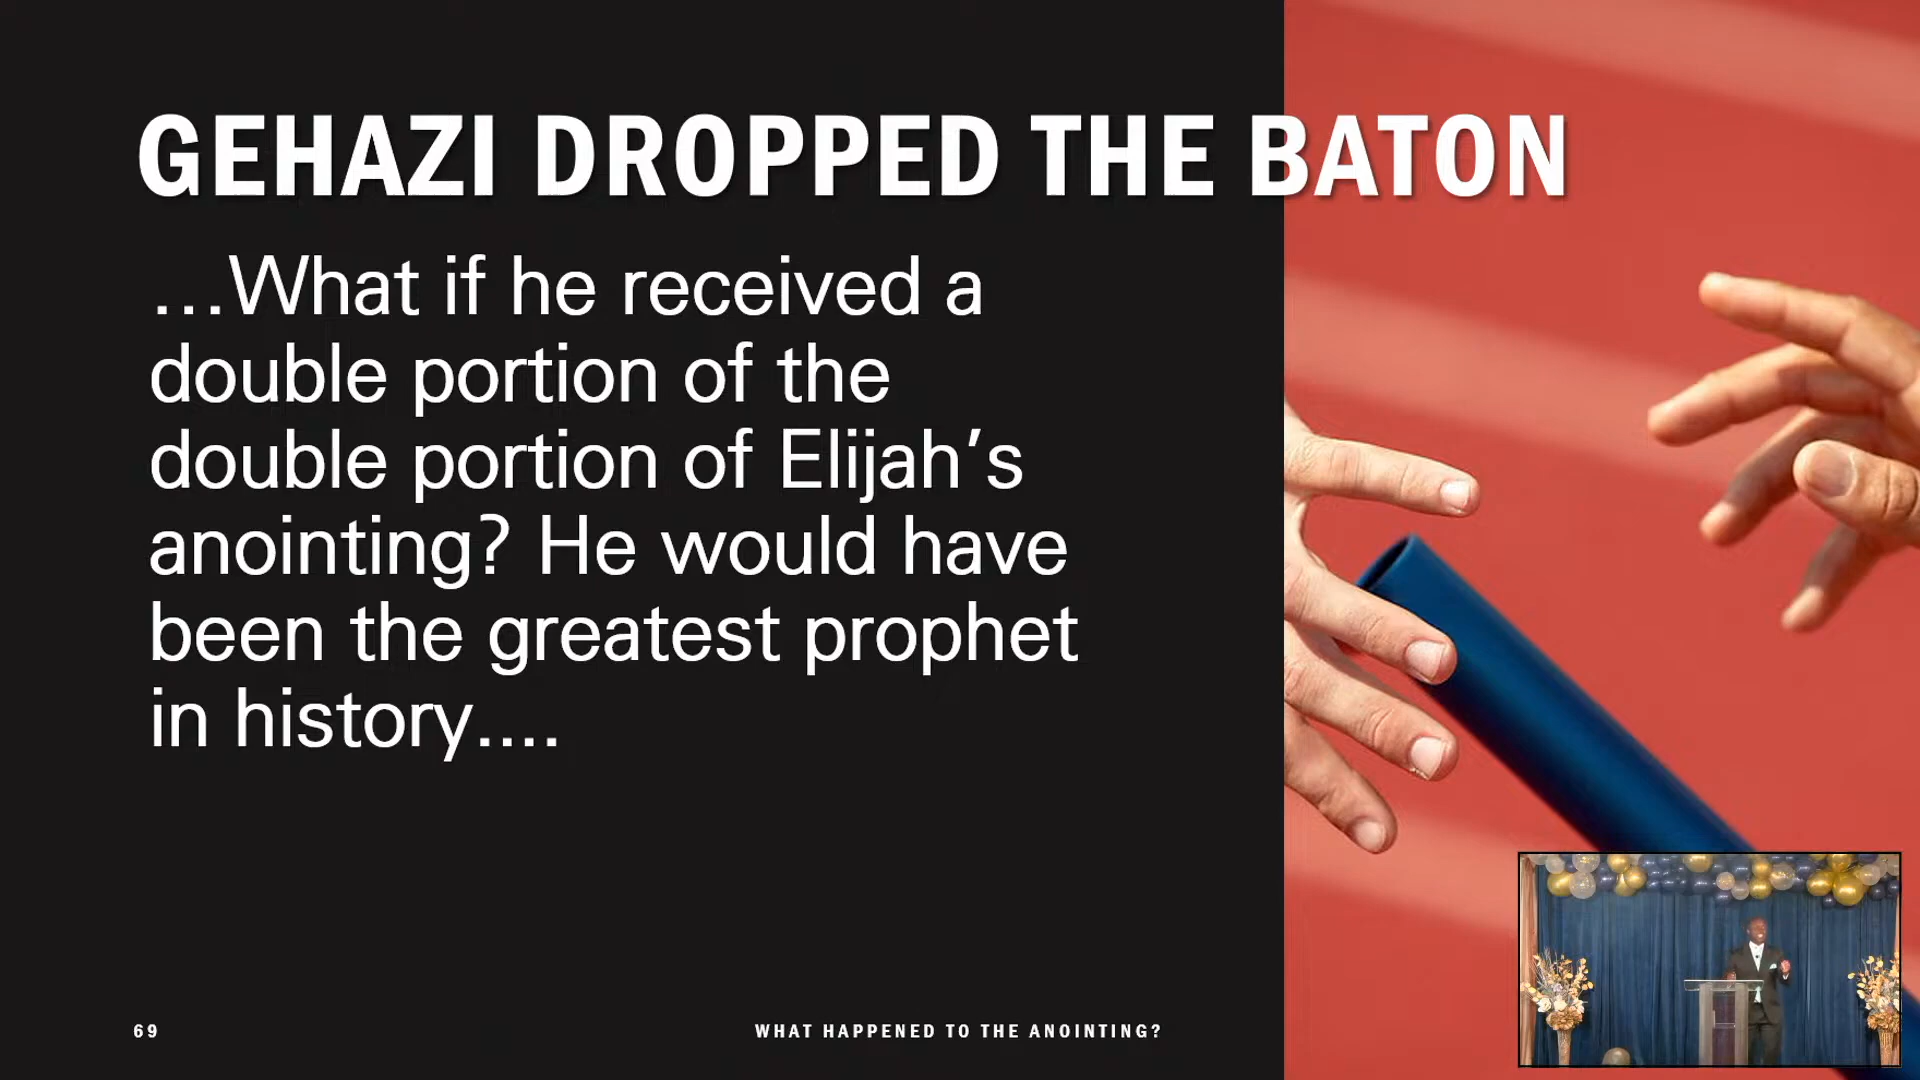 GEHAZI DROPPED THE BATON
...What if he received a
double portion of the
double portion of Elijah’s
anointing? He would have
been the greatest prophet
in history....
69
WHAT HAPPENED TO THE ANOINTING?